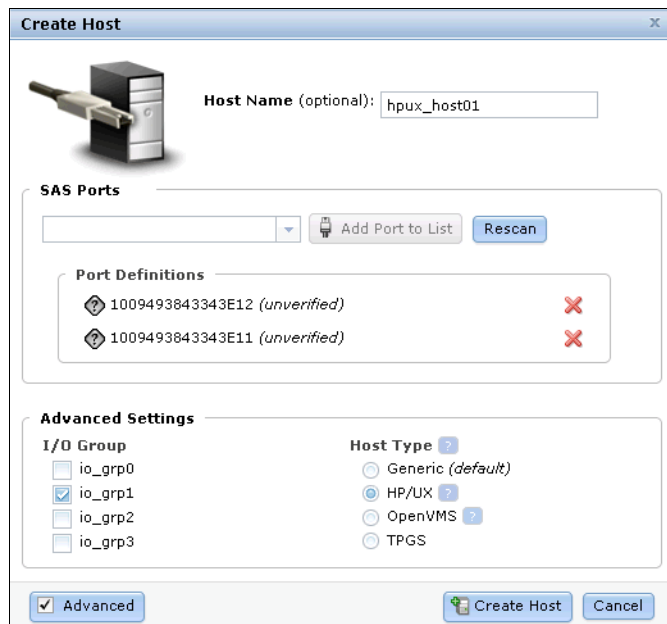 Create Host
x
Host Name (optional): hpux_host01
SAS Ports
Add Port to List
Rescan
Port Definitions
1009493843343E12 (unverified)
1009493843343E11 (unverified)
Advanced Settings
I/O Group
Host Type ?
io_grp0
Generic (default)
io_grp1
HP/UX ?
io_grp2
OpenVMS ?
io_grp3
TPGS
Advanced
Create Host
Cancel